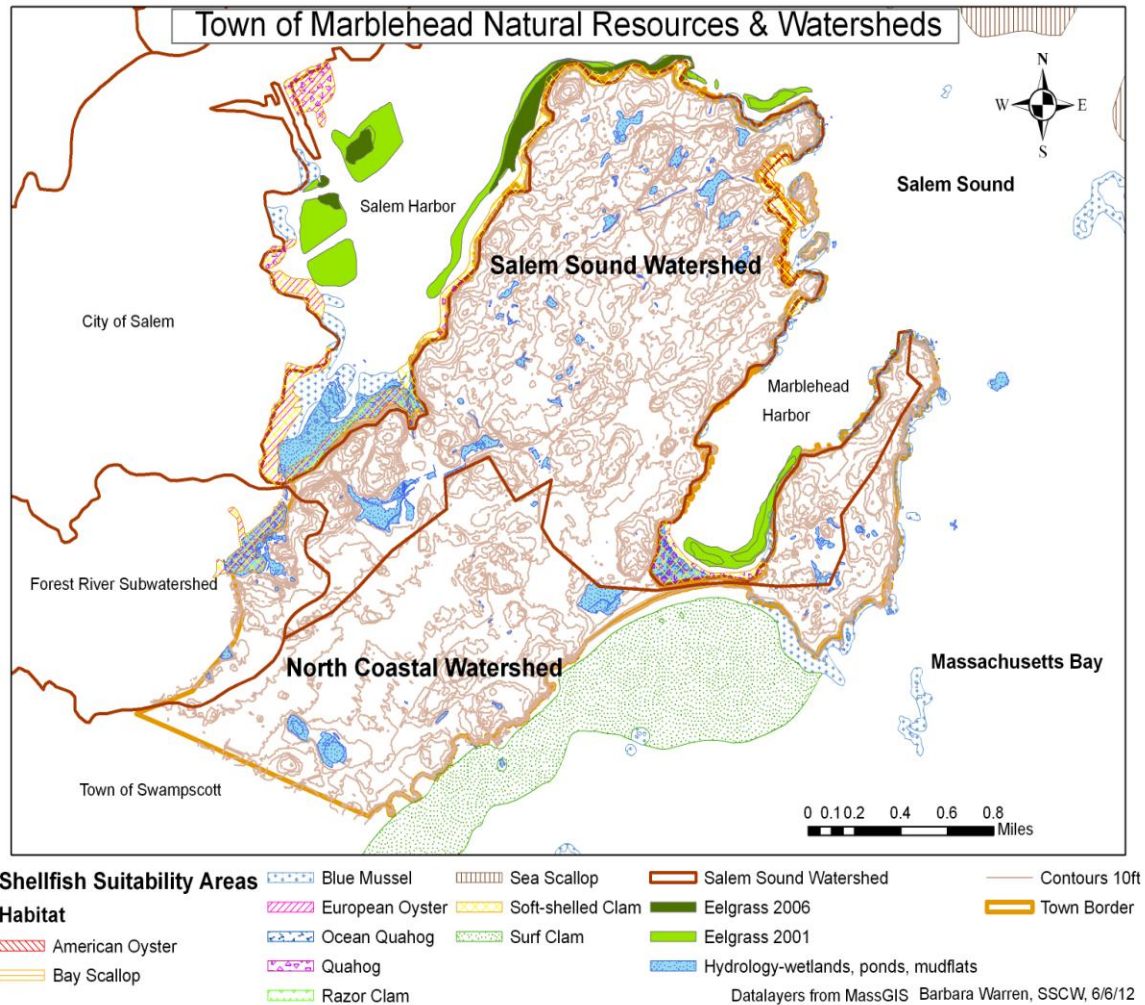 Town of Marblehead Natural Resources & Watersheds
N
W E
S
Salem Sound
Salem Harbor
Salem Sound Watershed
City of Salem
Marblehead
Harbor
Forest River Subwatershed
North Coastal Watershed
Massachusetts Bay
Town of Swampscott
0 0.1 0.2 0.4 0.6 0.8
Miles
Shellfish Suitability Areas
Habitat
American Oyster
Bay Scallop
Blue Mussel
European Oyster
Ocean Quahog
Quahog
Razor Clam
Sea Scallop
Soft-shelled Clam
Surf Clam
Salem Sound Watershed
Eelgrass 2006
Eelgrass 2001
Hydrology-wetlands, ponds, mudflats
Contours 10ft
Town Border
Datalayers from MassGIS Barbara Warren, SSCW, 6/6/12